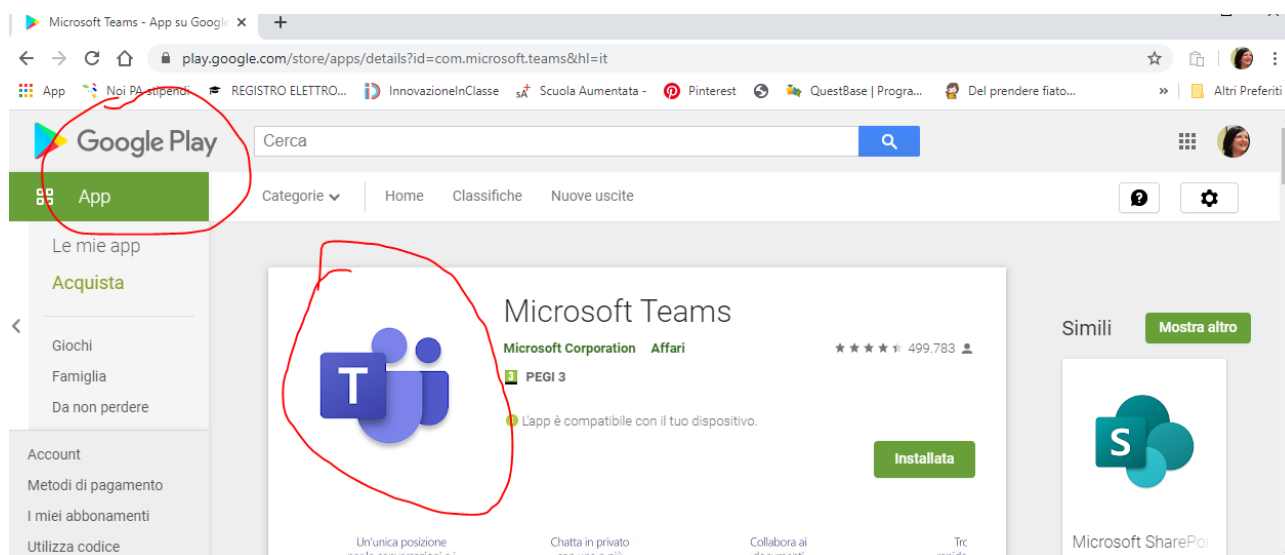 Microsoft Teams - App su Google
play.google.com/store/apps/details?id=com.microsoft.teams&hl=it
App Noi PA stipendi REGISTRO ELETTRO... InnovazioneInClasse Scuola Aumentata - Pinterest QuestBase | Progra... Del prendere fiato... » Altri Preferiti
Google Play
Cerca
App
Categorie Home Classifiche Nuove uscite
Le mie app
Acquista
Giochi
Famiglia
Da non perdere
Account
Metodi di pagamento
I miei abbonamenti
Utilizza codice
T
Microsoft Teams
Microsoft Corporation Affari 499.783
3 PEGI 3
L'app è compatibile con il tuo dispositivo.
Installata
Un'unica posizione
Chatta in privato
Collabora ai
Simili Mostra altro
S
Microsoft SharePoi